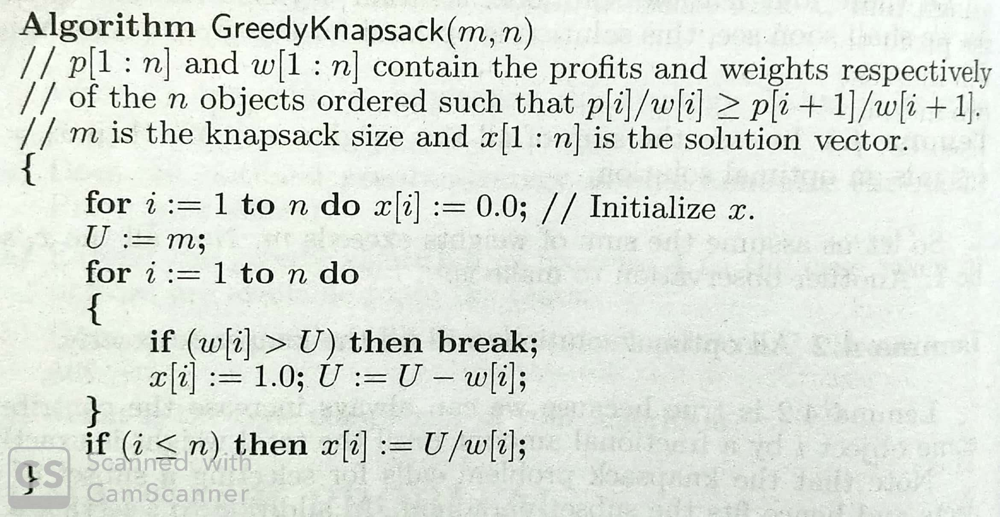 Algorithm GreedyKnapsack(m, n)
// p[1 : n] and w[1 : n] contain the profits and weights respectively
// of the n objects ordered such that p[i]/w[i] ≥ p[i + 1]/w[i + 1].
// m is the knapsack size and x[1 : n] is the solution vector.
{
for i := 1 to n do x[i] := 0.0; // Initialize x.
U := m;
for i := 1 to n do
{
if (w[i] > U) then break;
x[i] := 1.0; U := U − w[i];
}
if (i ≤ n) then x[i] := U/w[i];
}
CS
Scanned with
CamScanner